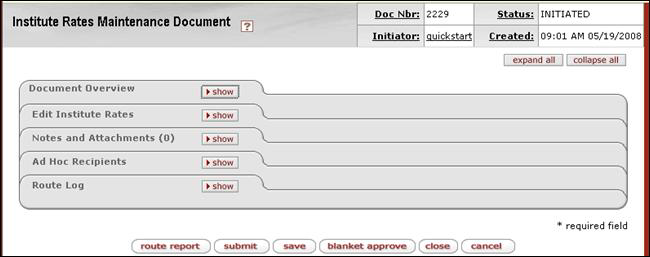 Institute Rates Maintenance Document ? Doc Nbr: 2229 Status: INITIATED
Initiator: quickstart Created: 09:01 AM 05/19/2008
expand all collapse all
Document Overview show
Edit Institute Rates show
Notes and Attachments (0) show
Ad Hoc Recipients show
Route Log show
* required field
route report submit save blanket approve close cancel